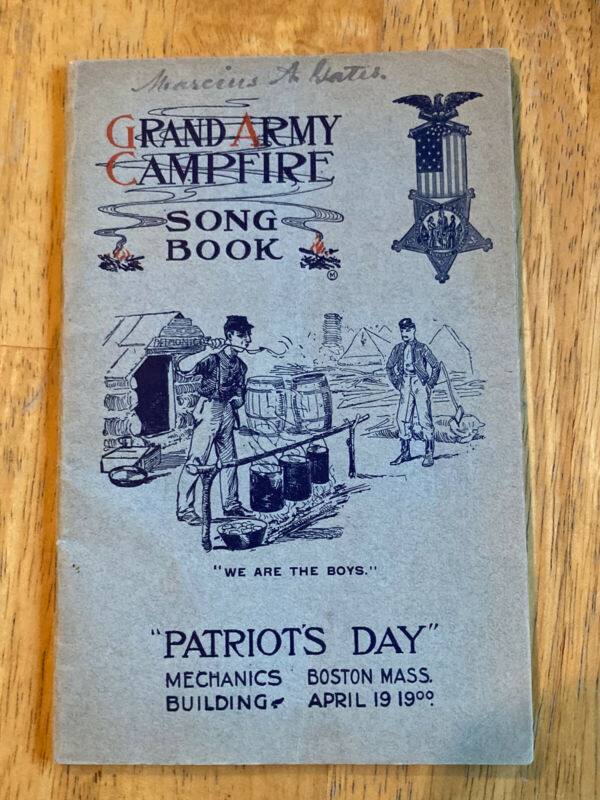 Marcius A. Gates.
GRAND ARMY
CAMPFIRE
SONG
BOOK
M
DELMONICO
"WE ARE THE BOYS."
"PATRIOT'S DAY"
MECHANICS BOSTON MASS.
BUILDING APRIL 19 1900.